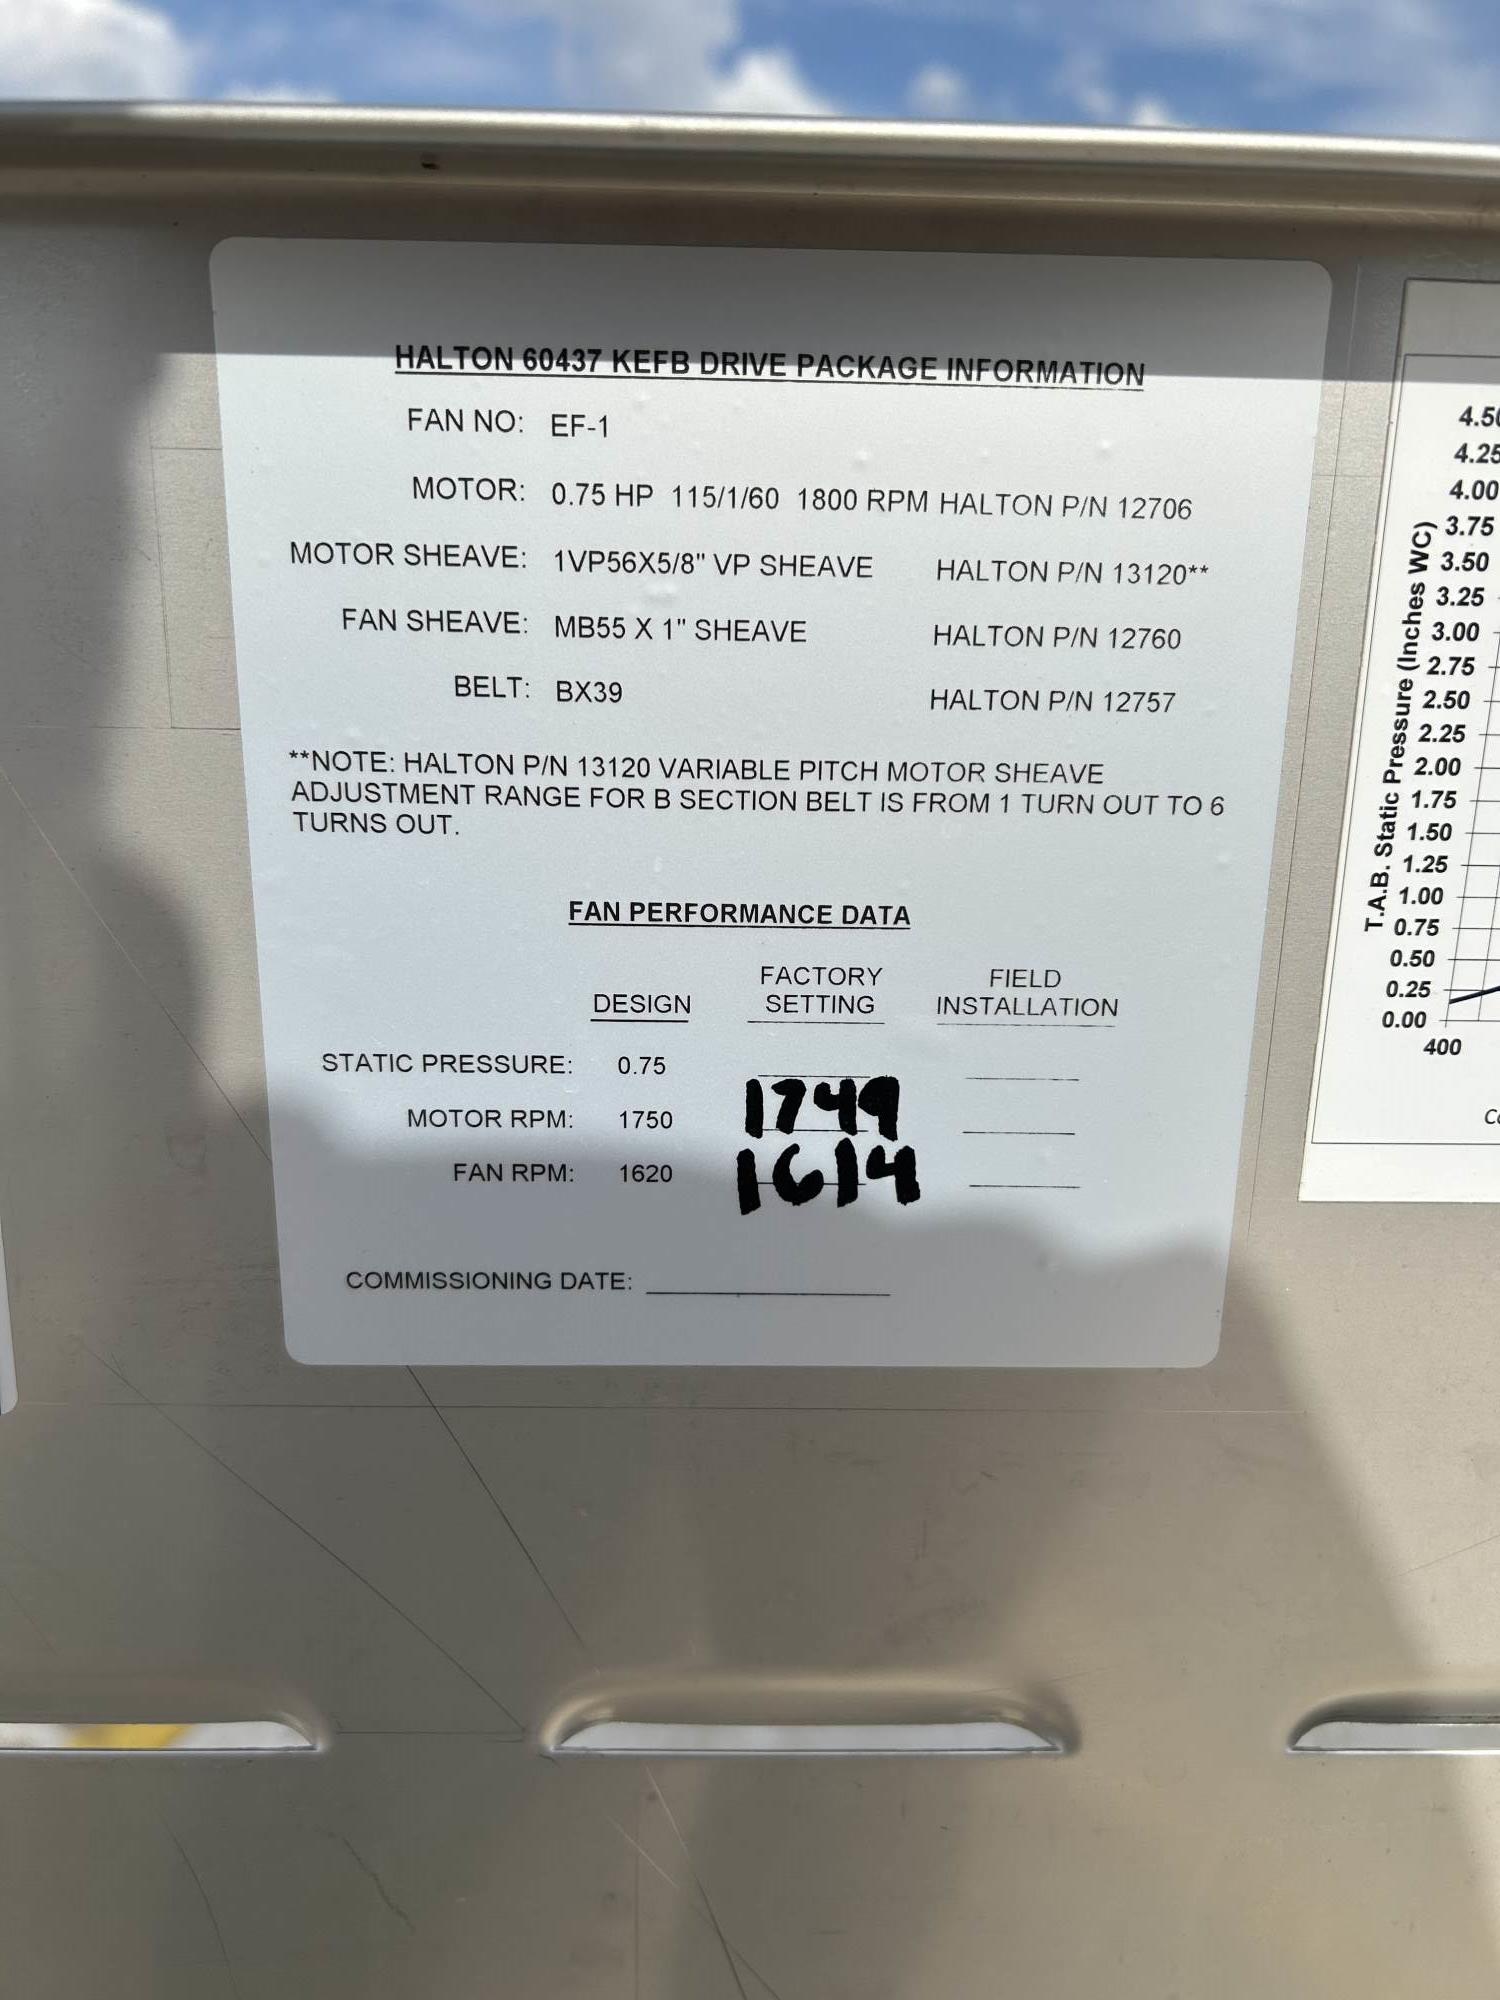 HALTON 60437 KEFB DRIVE PACKAGE INFORMATION
FAN NO: EF-1
MOTOR: 0.75 HP 115/1/60 1800 RPM HALTON P/N 12706
MOTOR SHEAVE: 1VP56X5/8" VP SHEAVE HALTON P/N 13120**
FAN SHEAVE: MB55 X 1" SHEAVE HALTON P/N 12760
BELT: BX39 HALTON P/N 12757
**NOTE: HALTON P/N 13120 VARIABLE PITCH MOTOR SHEAVE
ADJUSTMENT RANGE FOR B SECTION BELT IS FROM 1 TURN OUT TO 6
TURNS OUT.
FAN PERFORMANCE DATA
DESIGN FACTORY SETTING FIELD INSTALLATION
STATIC PRESSURE: 0.75
MOTOR RPM: 1750 1749
FAN RPM: 1620 1614
COMMISSIONING DATE:
T.A.B. Static Pressure (Inches WC)
4.50
4.25
4.00
3.75
3.50
3.25
3.00
2.75
2.50
2.25
2.00
1.75
1.50
1.25
1.00
0.75
0.50
0.25
0.00
400